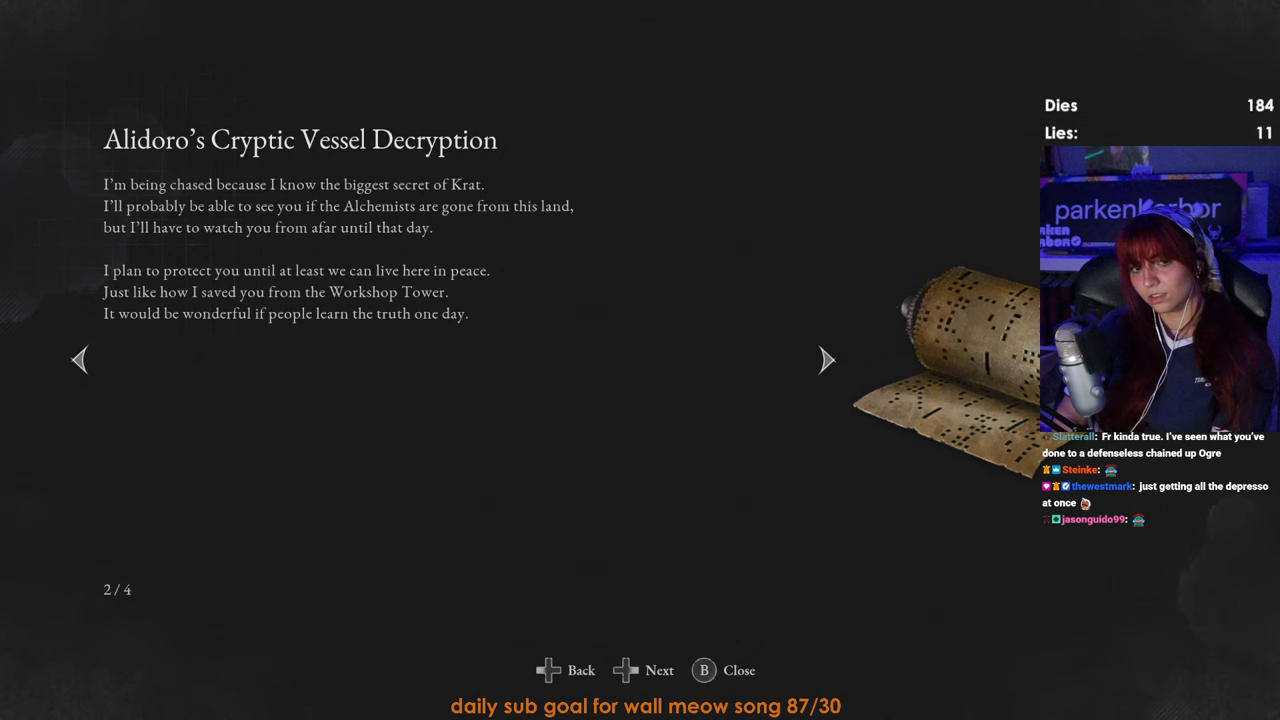 Alidoro's Cryptic Vessel Decryption
I'm being chased because I know the biggest secret of Krat.
I'll probably be able to see you if the Alchemists are gone from this land,
but I'll have to watch you from afar until that day.
I plan to protect you until at least we can live here in peace.
Just like how I saved you from the Workshop Tower.
It would be wonderful if people learn the truth one day.
2 / 4
Back Next B Close
daily sub goal for wall meow song 87/30
Dies 184
Lies: 11
Slatterall: Fr kinda true. I've seen what you've
done to a defenseless chained up Ogre
Steinke:
thewestmark: just getting all the depresso
at once
jasonguido99: